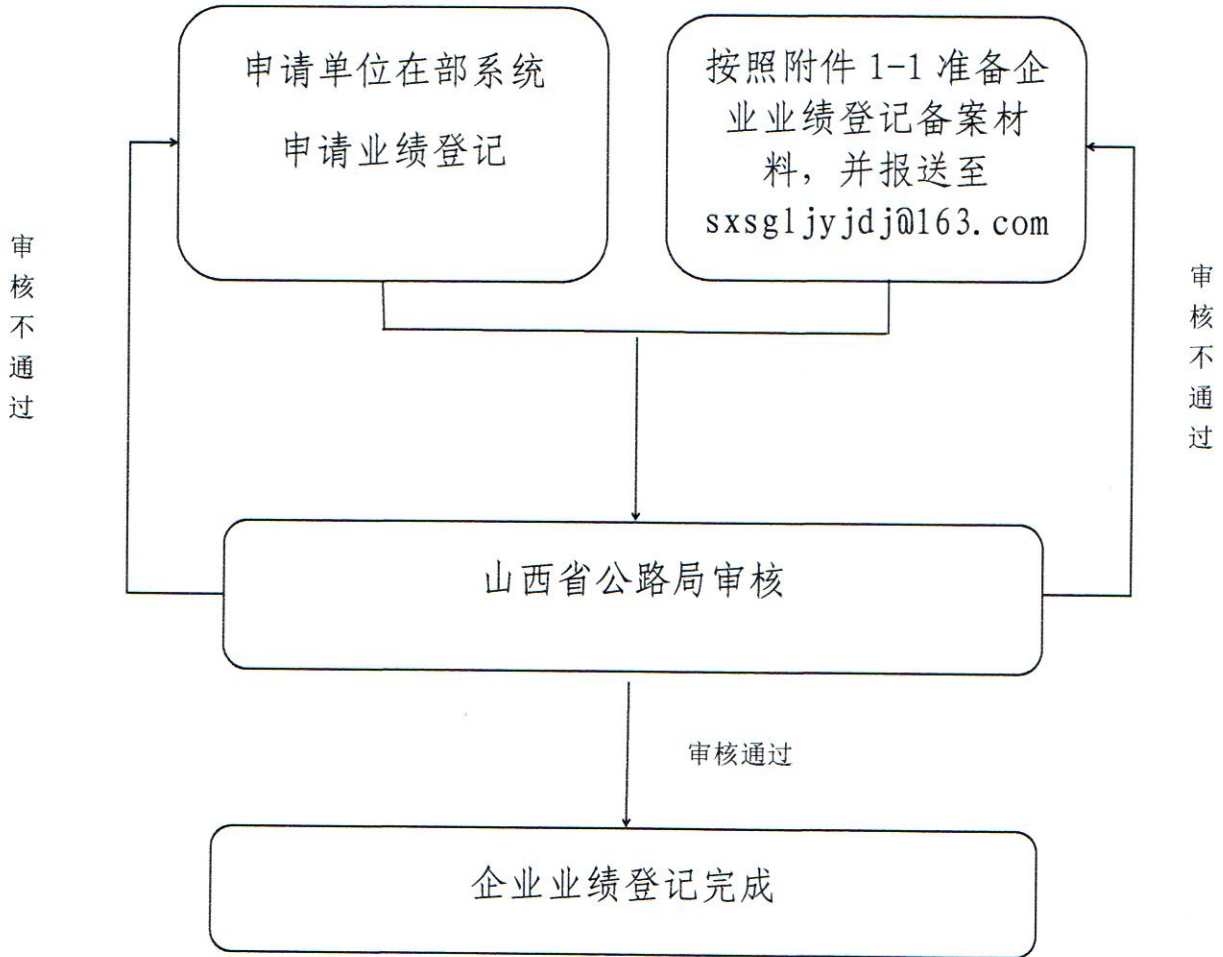 申请单位在部系统
申请业绩登记
按照附件 1-1 准备企
业业绩登记备案材
料，并报送至
sxsgljyjdj@163.com
审
核
不
通
过
审
核
不
通
过
山西省公路局审核
审核通过
企业业绩登记完成